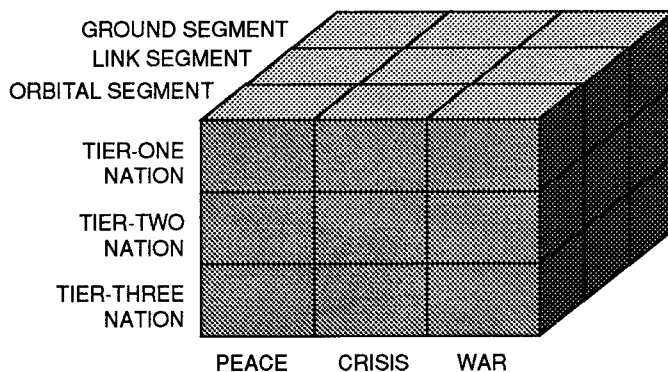 GROUND SEGMENT
LINK SEGMENT
ORBITAL SEGMENT
TIER-ONE
NATION
TIER-TWO
NATION
TIER-THREE
NATION
PEACE CRISIS WAR